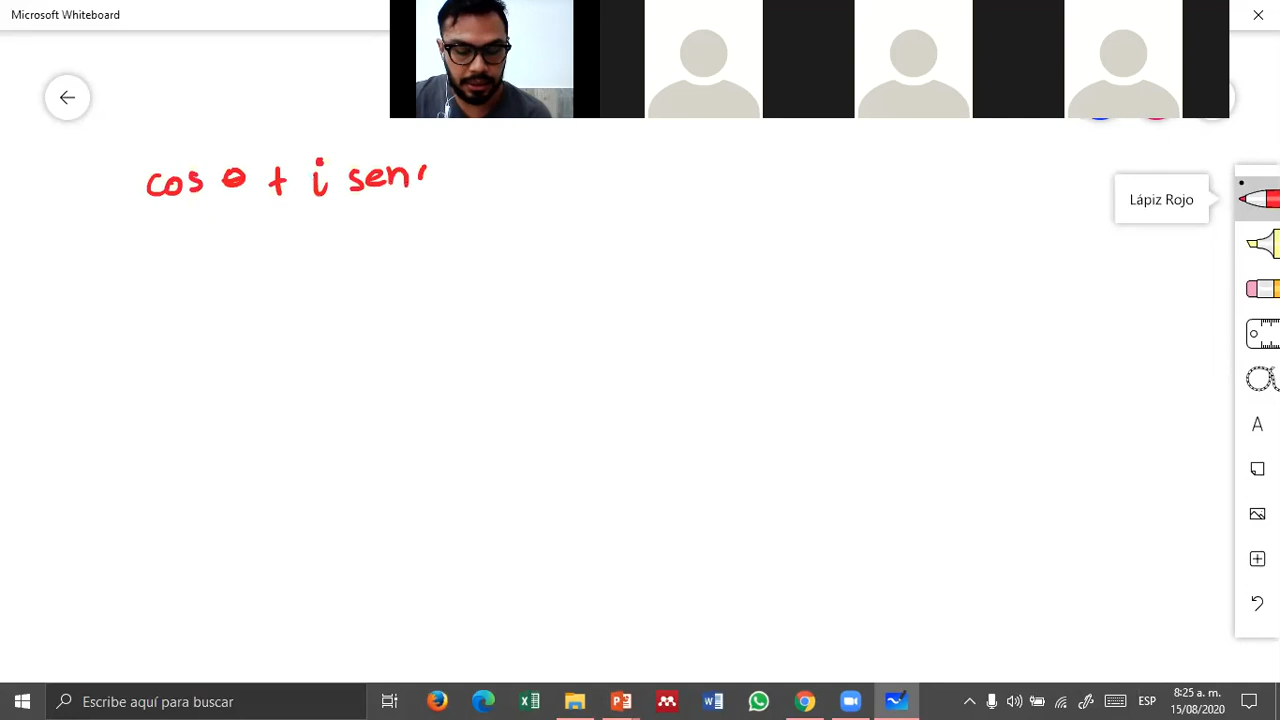 Microsoft Whiteboard
cos θ + i sen
Lápiz Rojo
A
Escribe aquí para buscar
ESP
8:25 a. m.
15/08/2020